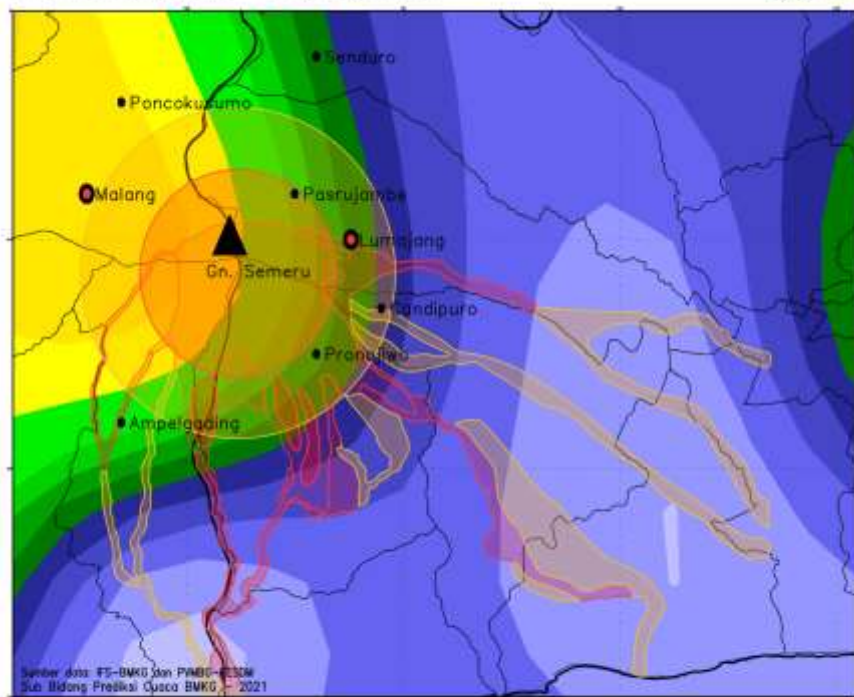 Senduro
Poncokusumo
Malang
Pasrujambe
Lumajang
Gn. Semeru
Candipuro
Pronojiwo
Ampelgading
Sumber data: IFS-BMKG dan PVMBG-ESDM
Sub Bidang Prediksi Cuaca BMKG - 2021